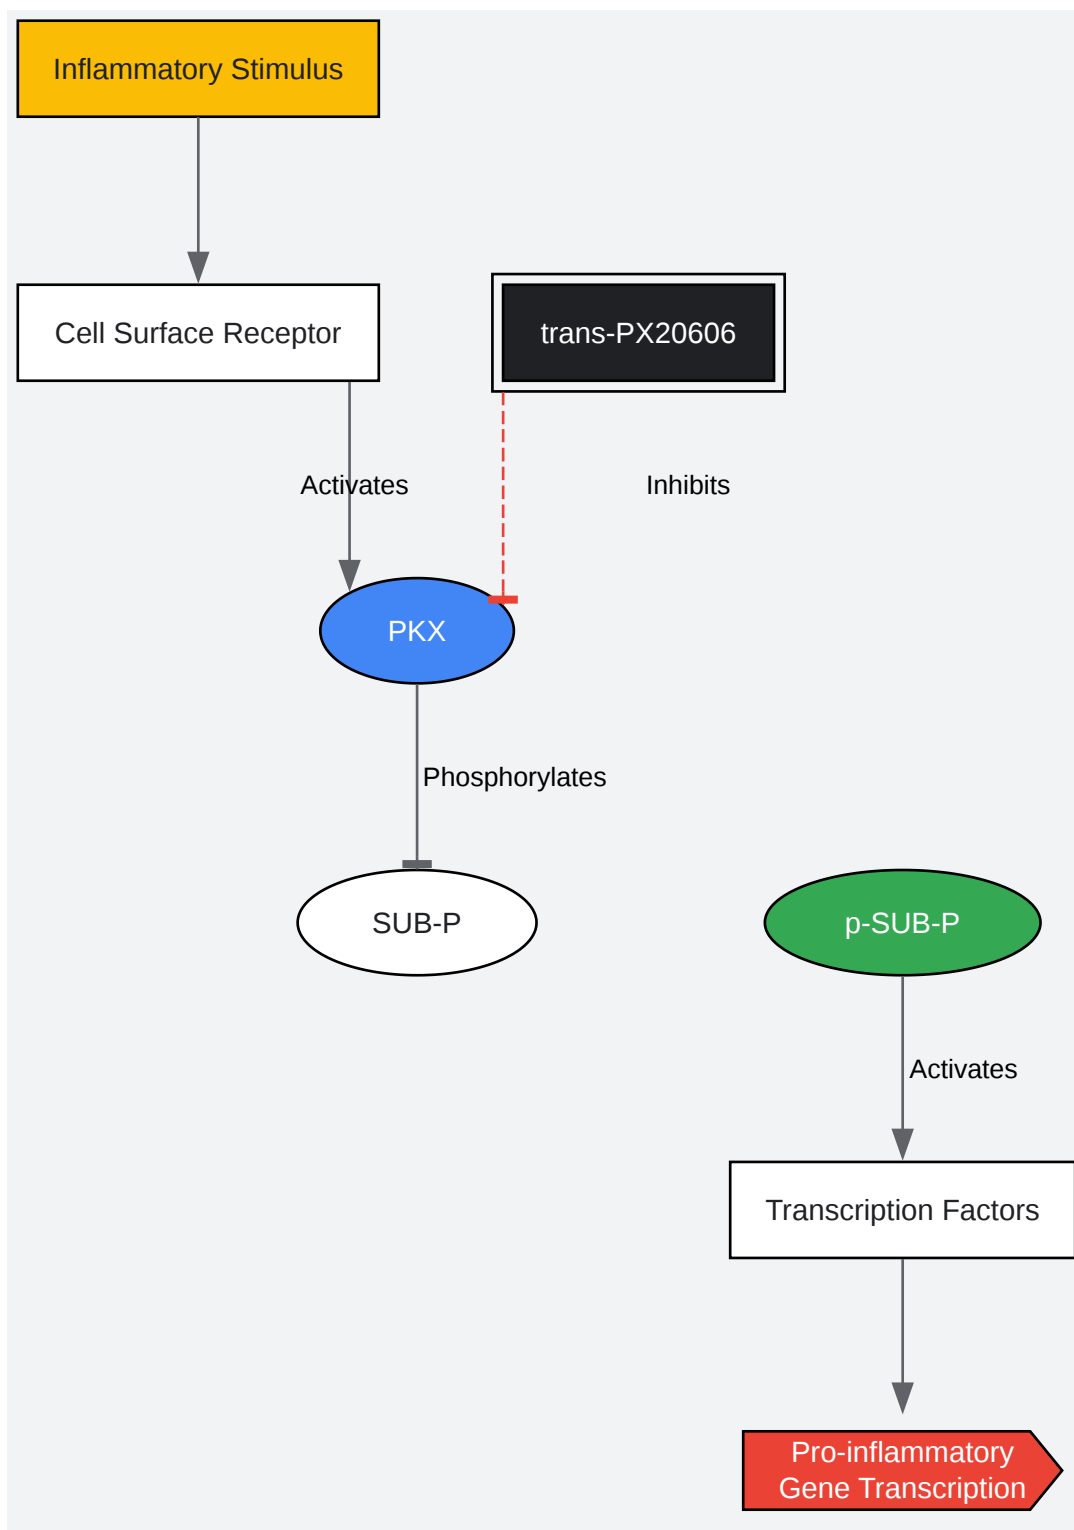 Inflammatory Stimulus
Cell Surface Receptor
trans-PX20606
Activates
Inhibits
PKX
Phosphorylates
SUB-P
p-SUB-P
Activates
Transcription Factors
Pro-inflammatory
Gene Transcription